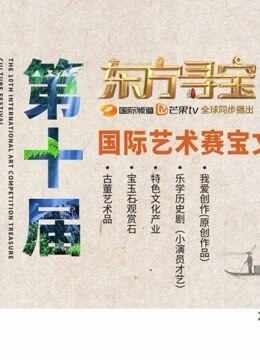 第十届
THE 10TH INTERNATIONAL ART COMPETITION TREASURE
CULTURE FESTIVAL
东方寻宝
国际频道 芒果tv 全球同步播出
国际艺术赛宝文
·我爱创作(原创作品)
·乐学历史剧(小演员才艺)
·特色文化产业
·宝玉石观赏石
·古董艺术品